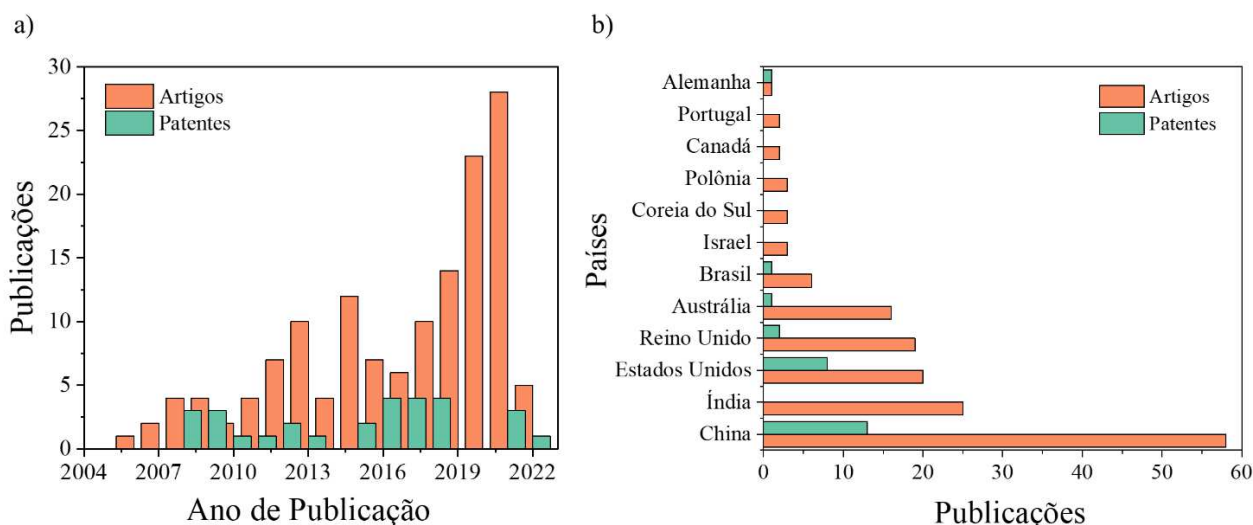 a)
30
25
20
15
10
5
0
Publicações
Artigos
Patentes
2004 2007 2010 2013 2016 2019 2022
Ano de Publicação
b)
Países
Alemanha
Portugal
Canadá
Polônia
Coreia do Sul
Israel
Brasil
Austrália
Reino Unido
Estados Unidos
Índia
China
Artigos
Patentes
0 10 20 30 40 50 60
Publicações